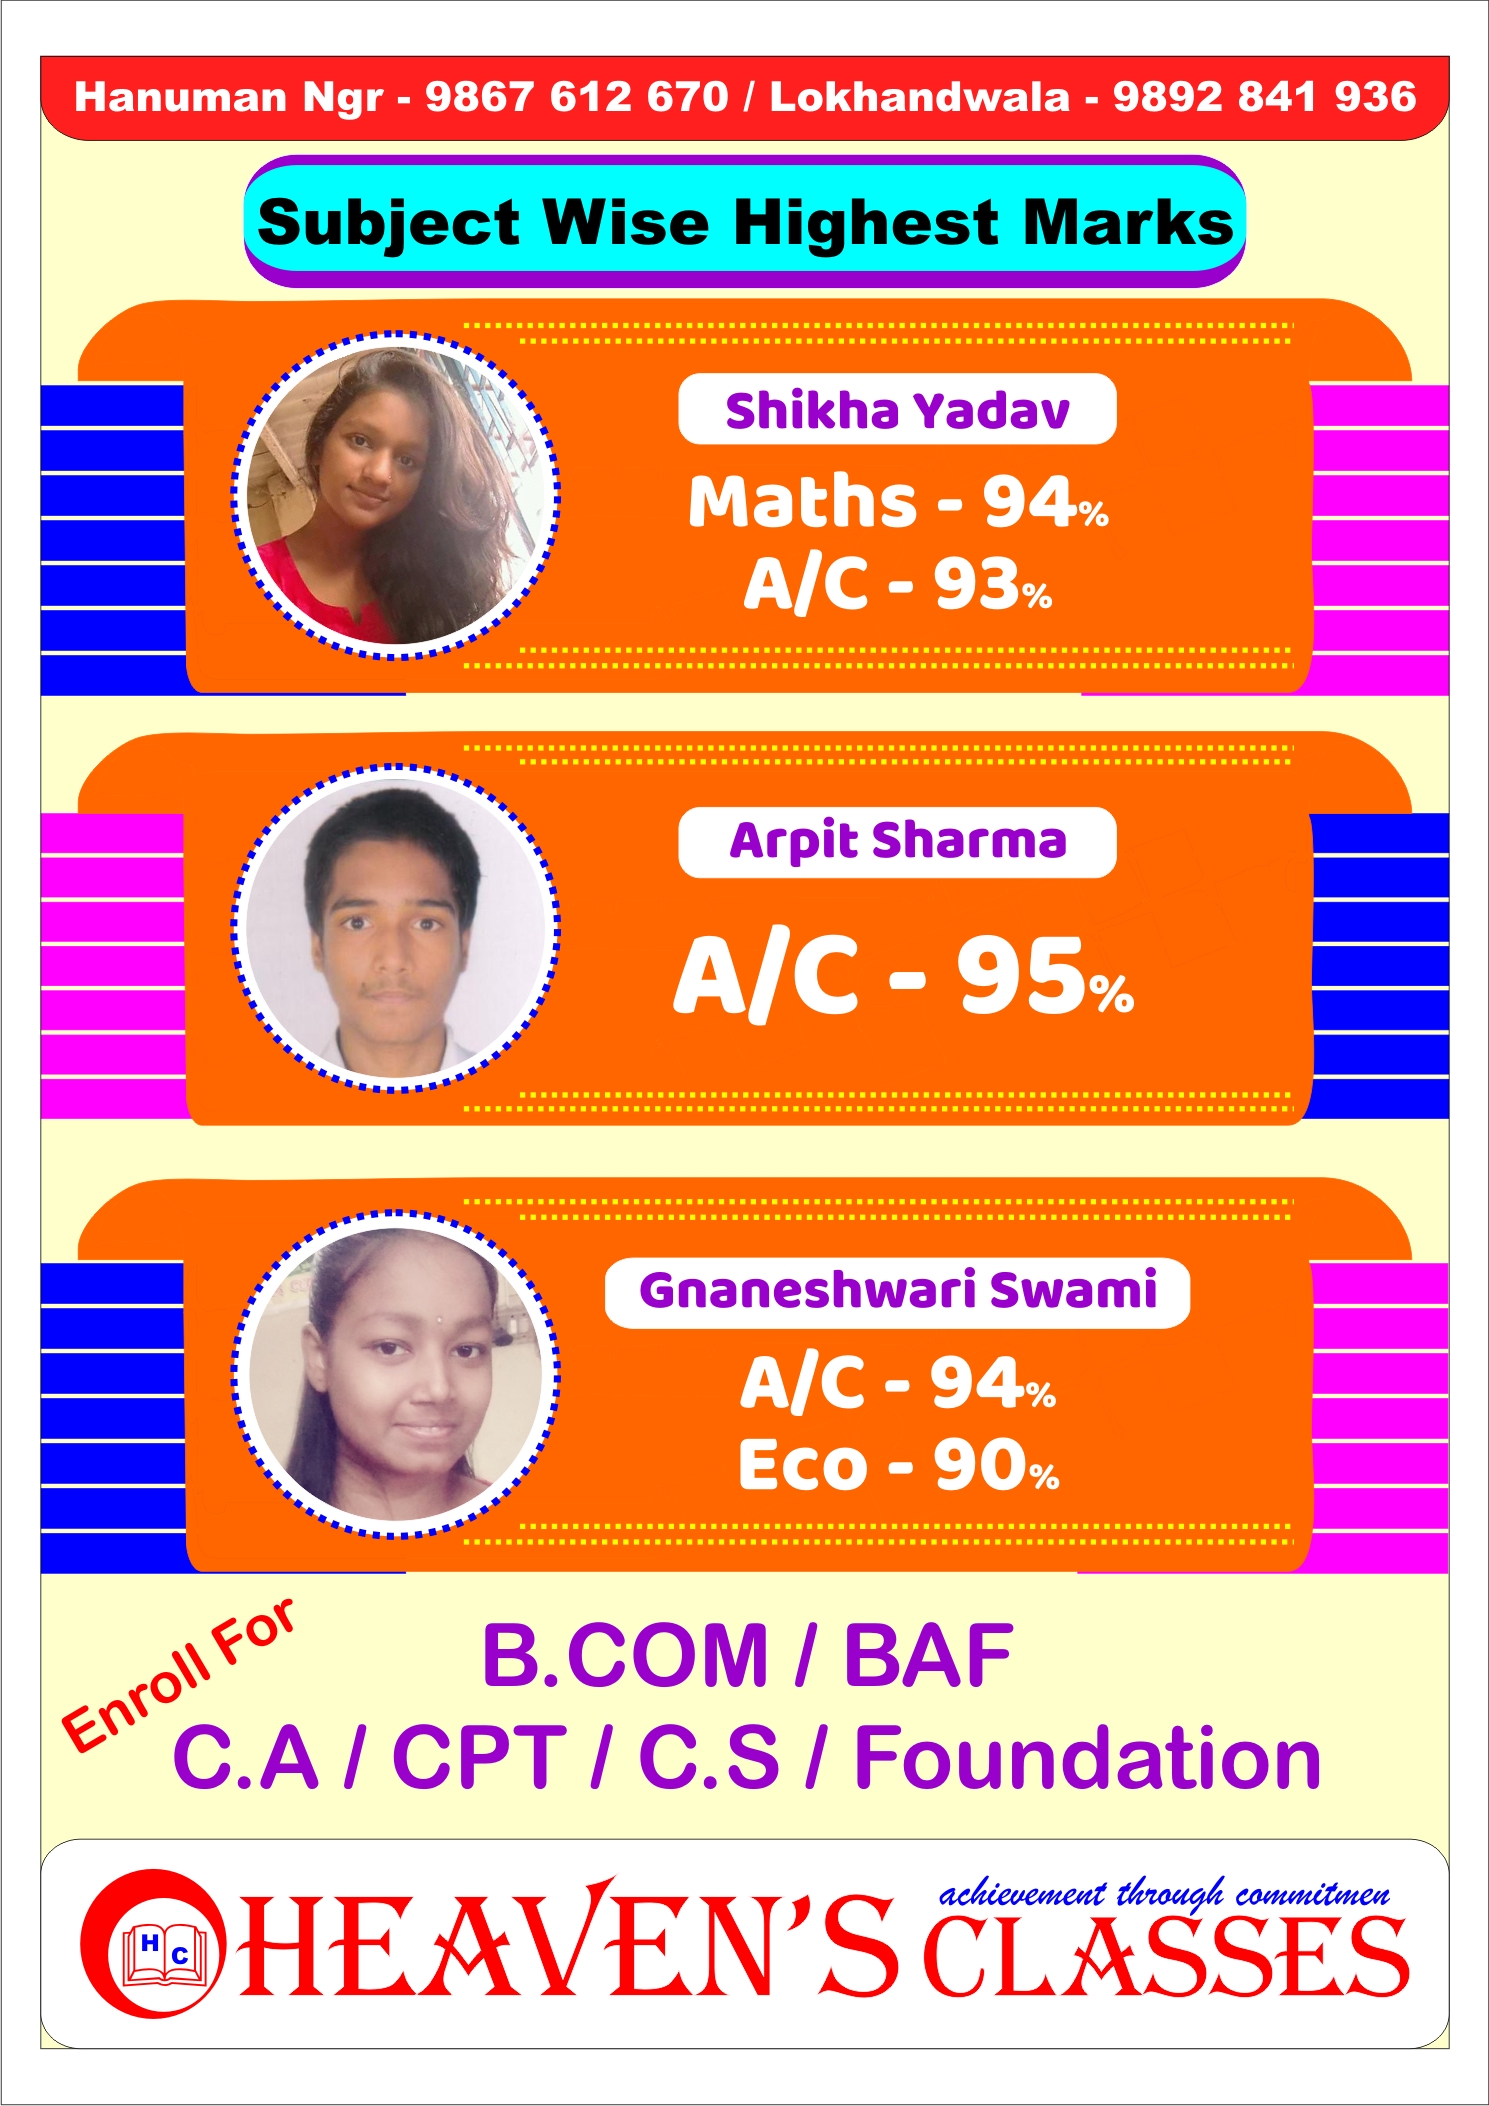 Hanuman Ngr - 9867 612 670 / Lokhandwala - 9892 841 936
Subject Wise Highest Marks
Shikha Yadav
Maths - 94%
A/C - 93%
Arpit Sharma
A/C - 95%
Gnaneshwari Swami
A/C - 94%
Eco - 90%
Enroll For
B.COM / BAF
C.A / CPT / C.S / Foundation
achievement through commitmen
H C
HEAVEN'S CLASSES